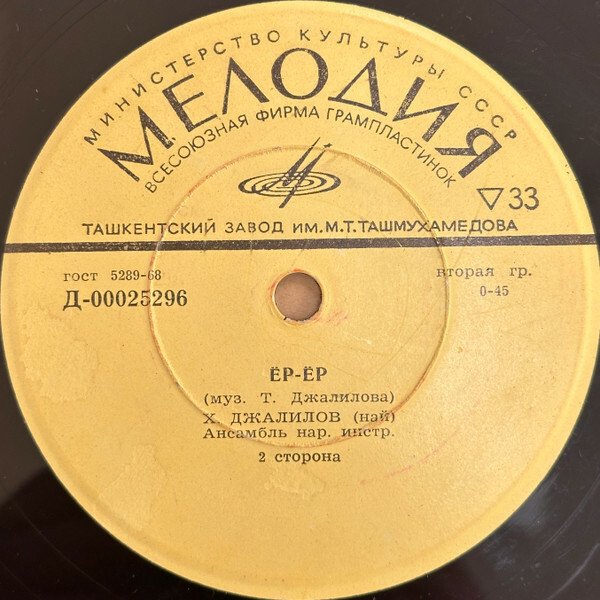 МИНИСТЕРСТВО КУЛЬТУРЫ СССР
МЕЛОДИЯ
ВСЕСОЮЗНАЯ ФИРМА ГРАМПЛАСТИНОК
▽33
ТАШКЕНТСКИЙ ЗАВОД ИМ. М. Т. ТАШМУХАМЕДОВА
гост 5289-68
вторая гр.
Д-00025296
0-45
ЁР-ЁР
(муз. Т. Джалилова)
Х. ДЖАЛИЛОВ (най)
Ансамбль нар. инстр.
2 сторона